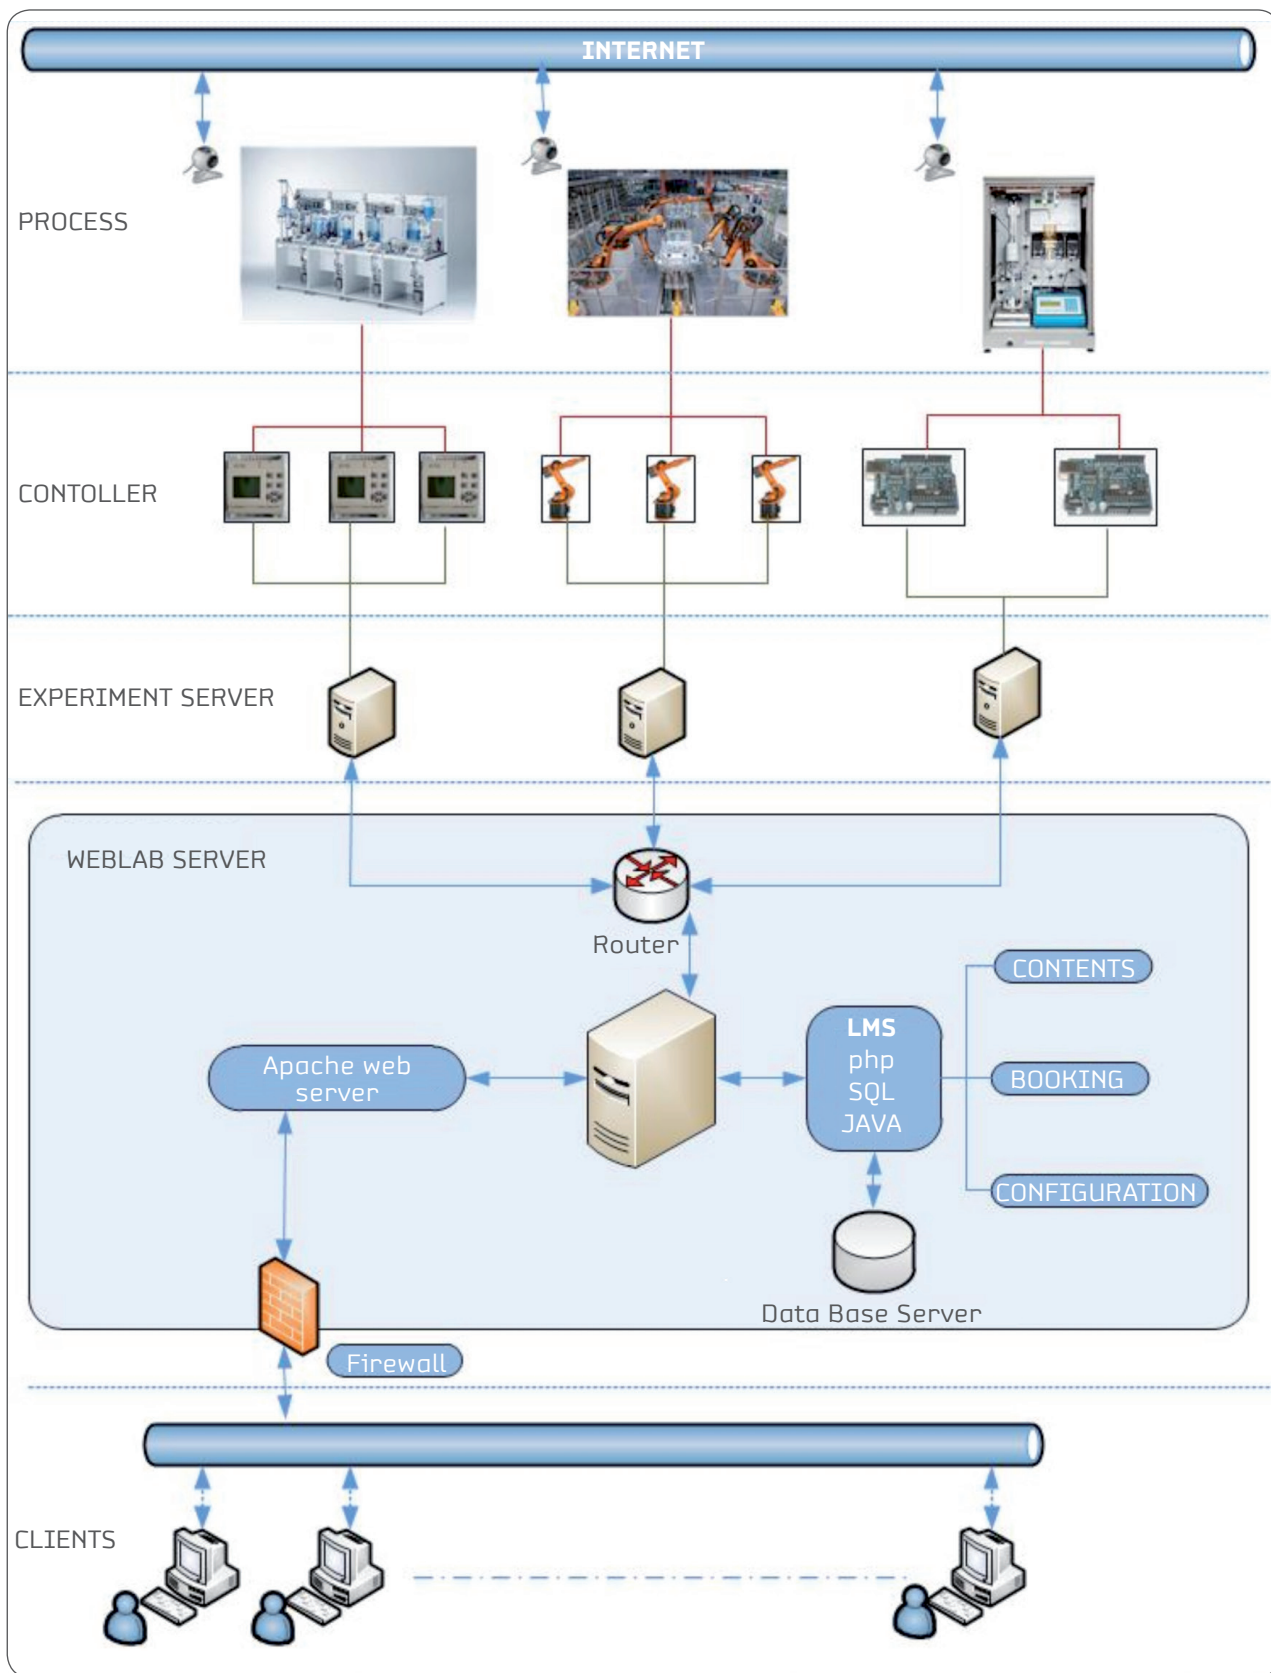 INTERNET
PROCESS
CONTOLLER
EXPERIMENT SERVER
WEBLAB SERVER
Router
CONTENTS
LMS
php
SQL
JAVA
Apache web
server
BOOKING
CONFIGURATION
Data Base Server
Firewall
CLIENTS